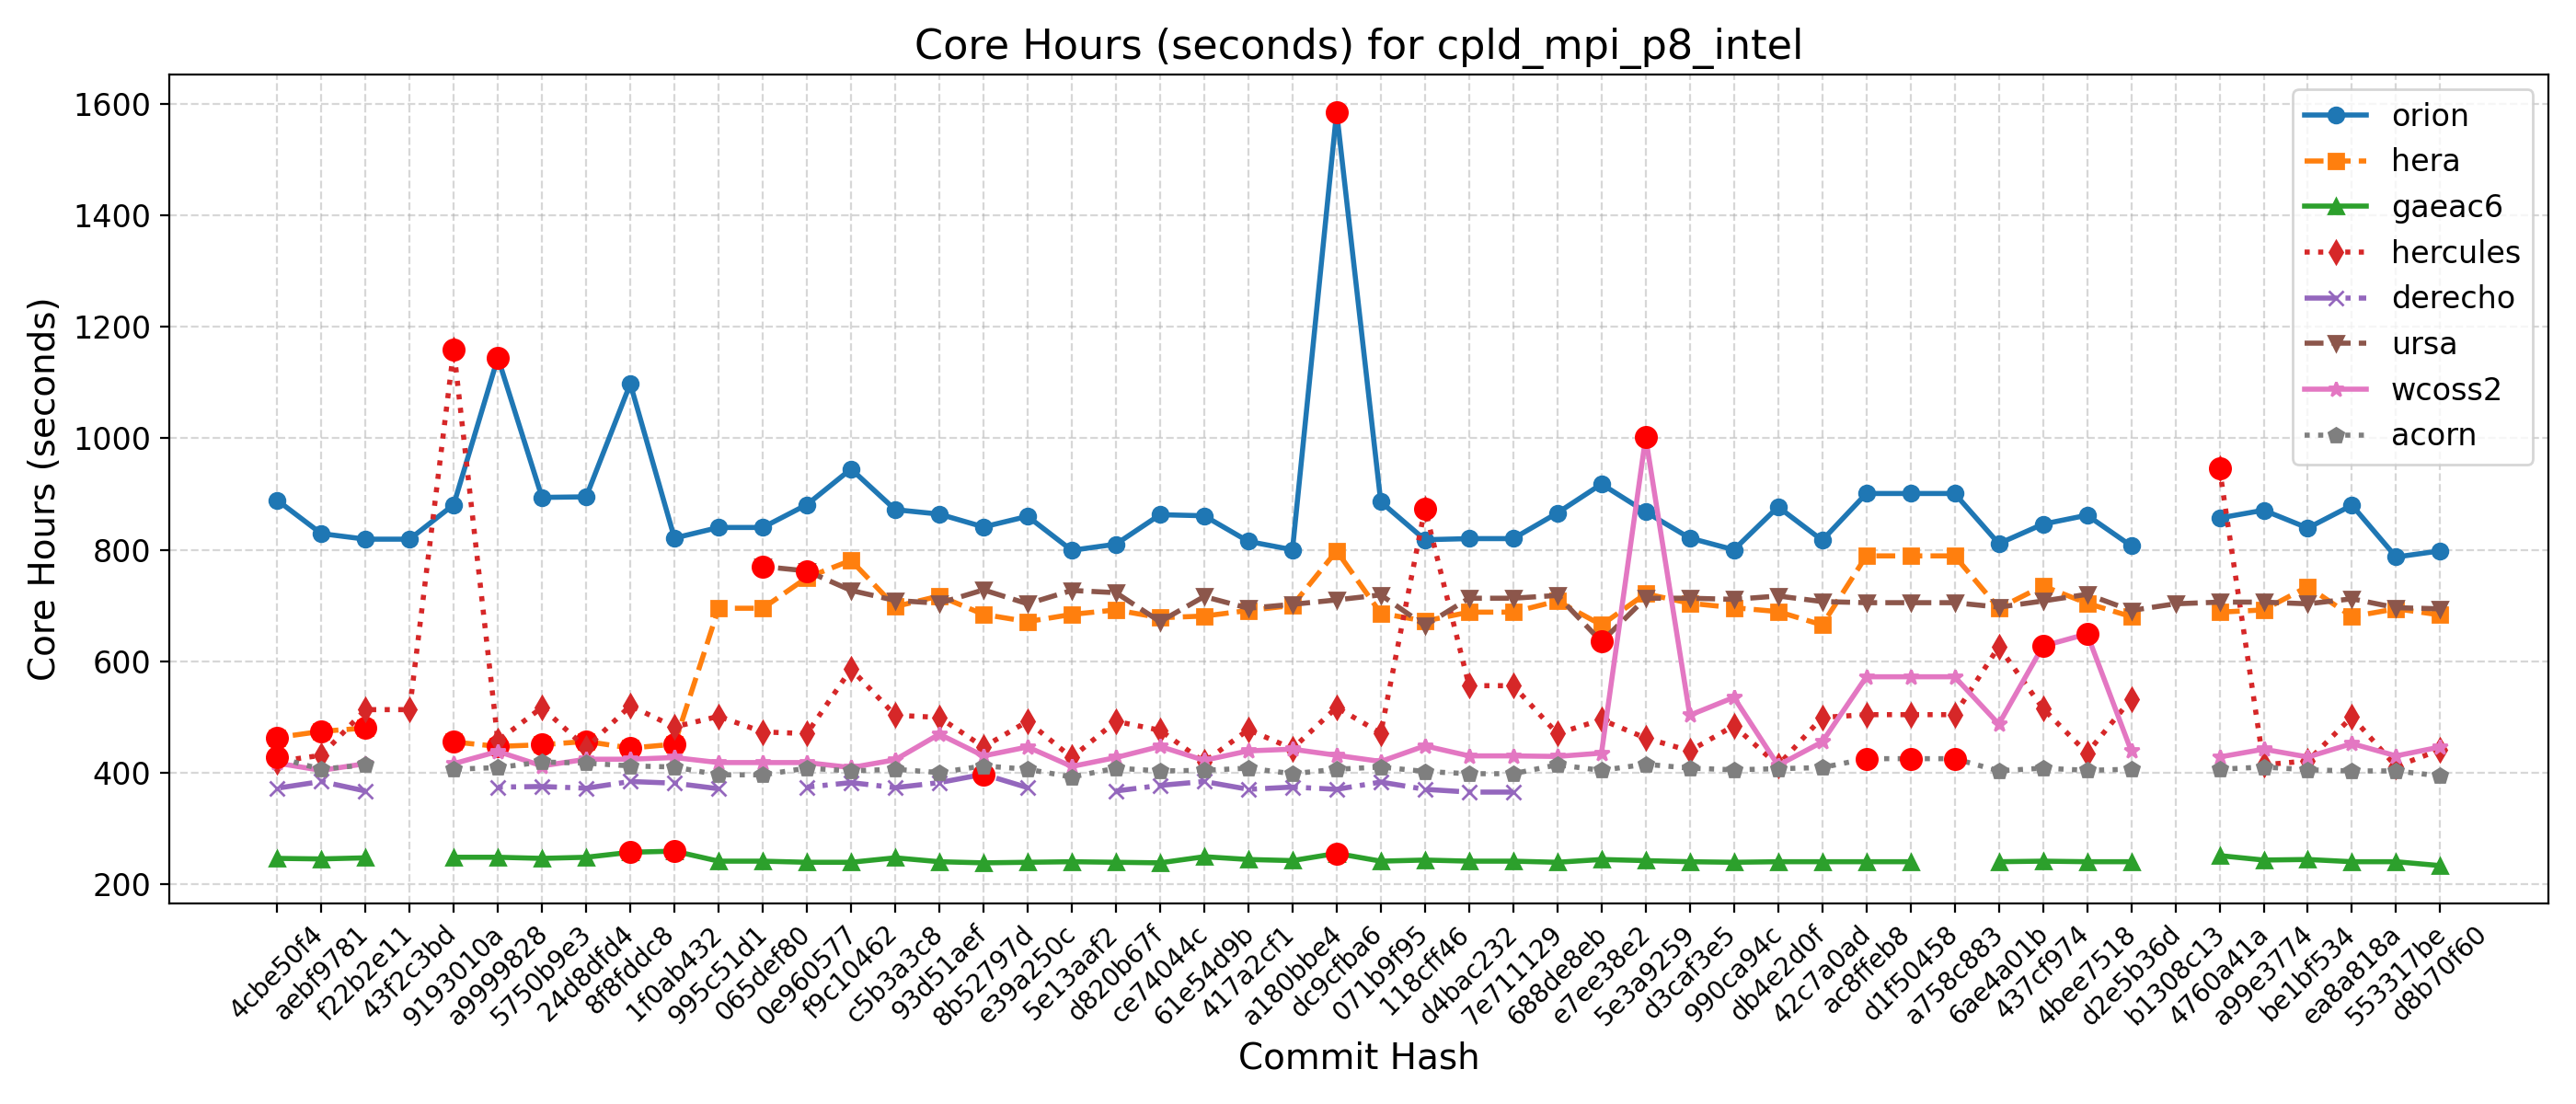 Core Hours (seconds) for cpld_mpi_p8_intel
Core Hours (seconds)
1600
1400
1200
1000
800
600
400
200
orion
hera
gaeac6
hercules
derecho
ursa
wcoss2
acorn
4cbe50f4
aebf9781
f22b2e11
43f2c3bd
9193010a
a9999828
5750b9e3
24d8dfd4
8f8fddc8
1f0ab432
995c51d1
065def80
0e960577
f9c10462
c5b3a3c8
93d51aef
8b52797d
e39a250c
5e13aaf2
d820b67f
ce74044c
61e54d9b
417a2cf1
a180bbe4
dc9cfba6
071b9f95
118cff46
d4bac232
7e711129
688de8eb
e7ee38e2
5e3a9259
d3caf3e5
990ca94c
db4e2d0f
42c7a0ad
ac8ffeb8
d1f50458
a758c883
6ae4a01b
437cf974
4bee7518
d2e5b36d
b1308c13
4760a41a
a99e3774
be1bf534
ea8a818a
553317be
d8b70f60
Commit Hash